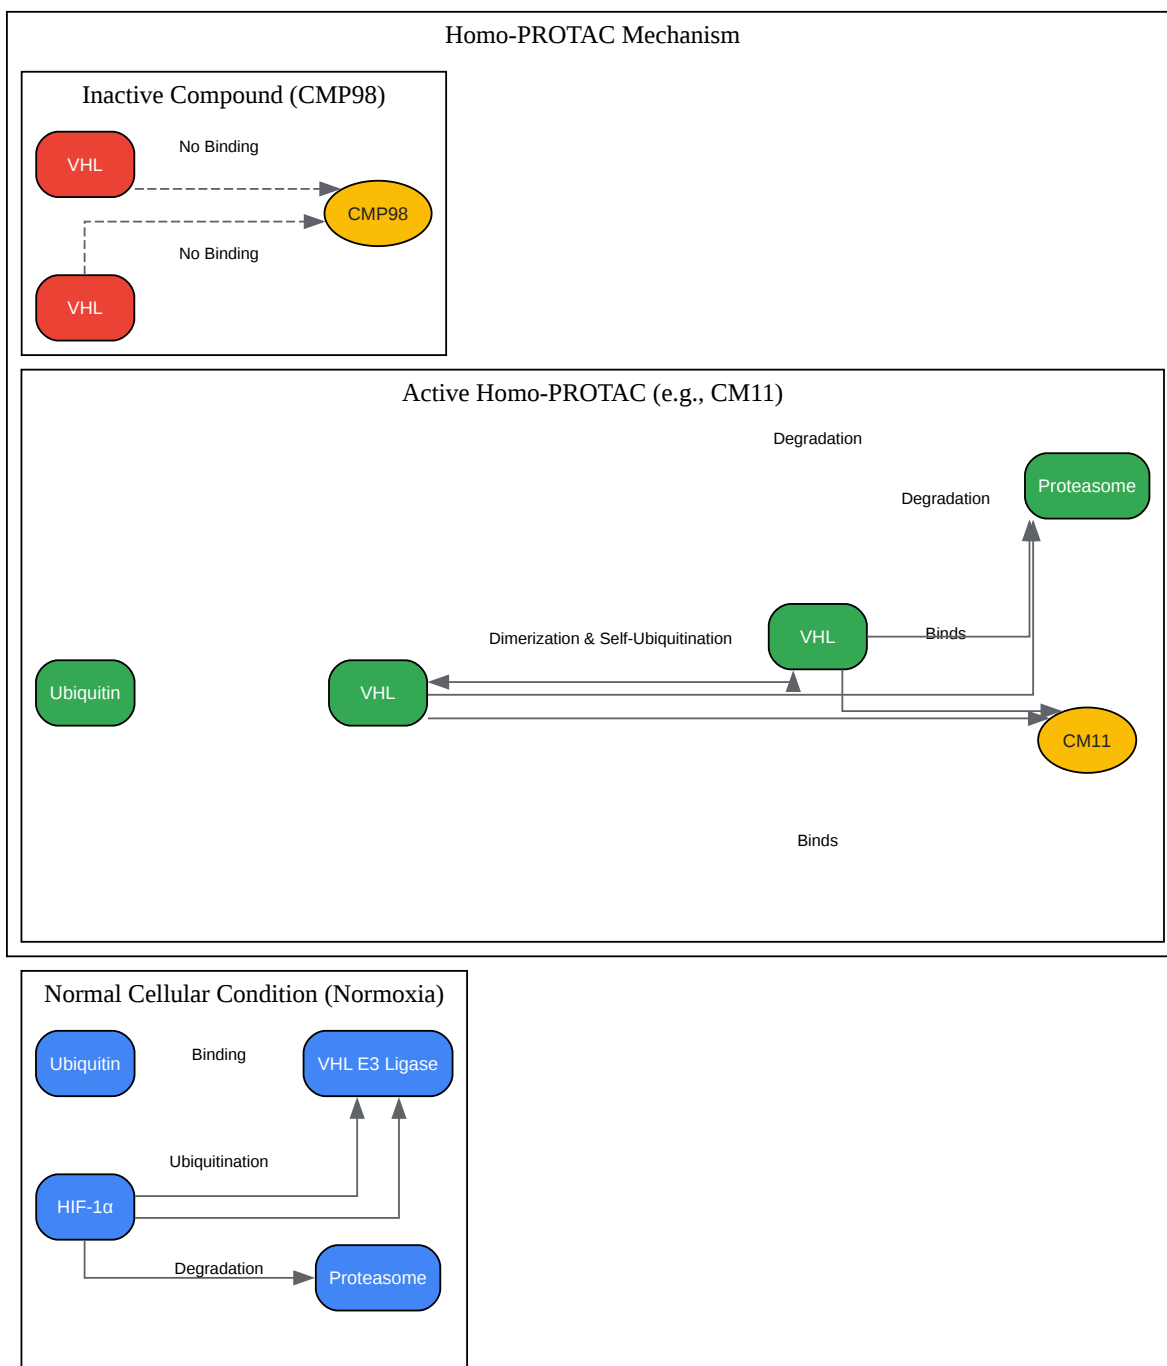 Homo-PROTAC Mechanism
Inactive Compound (CMP98)
VHL
No Binding
CMP98
No Binding
VHL
Active Homo-PROTAC (e.g., CM11)
Degradation
Proteasome
Degradation
VHL
Binds
Dimerization & Self-Ubiquitination
Ubiquitin
VHL
CM11
Binds
Normal Cellular Condition (Normoxia)
Ubiquitin
Binding
VHL E3 Ligase
Ubiquitination
HIF-1α
Degradation
Proteasome